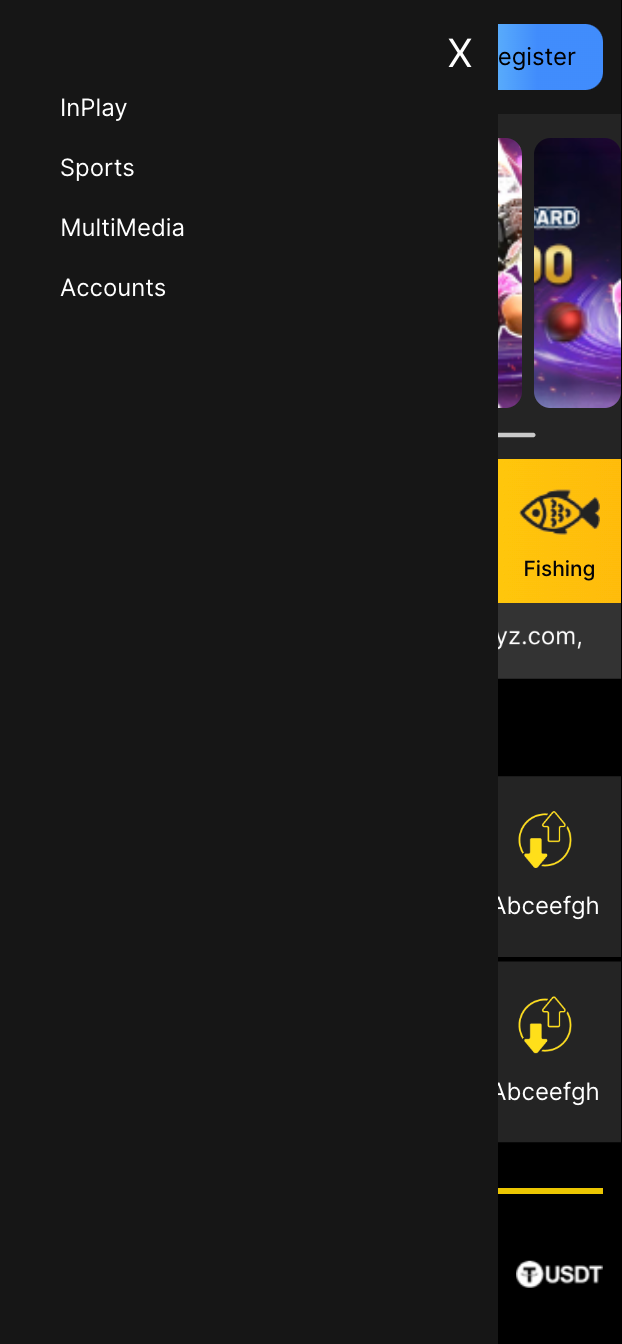 X
egister
InPlay
Sports
MultiMedia
Accounts
ARD
00
Fishing
yz.com,
Abceefgh
Abceefgh
USDT